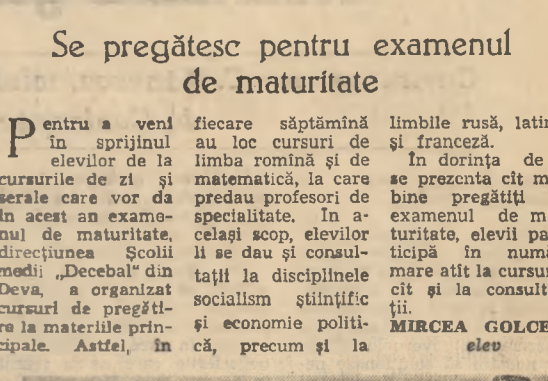 Se pregătesc pentru examenul
de maturitate
Pentru a veni
în sprijinul
elevilor de la
cursurile de zi și
serale care vor da
în acest an exame-
nul de maturitate,
direcțiunea Școlii
medii „Decebal" din
Deva, a organizat
cursuri de pregăti-
re la materiile prin-
cipale. Astfel, în
fiecare săptămînă
au loc cursuri de
limba romînă și de
matematică, la care
predau profesori de
specialitate. În a-
celași scop, elevilor
li se dau și consul-
tații la disciplinele
socialism științific
și economie politi-
că, precum și la
limbile rusă, latin
și franceză.
În dorința de
se prezenta cît m
bine pregătiți
examenul de m
turitate, elevii pa
ticipă în num
mare atît la cursu
cît și la consult
ții.
MIRCEA GOLCE
elev